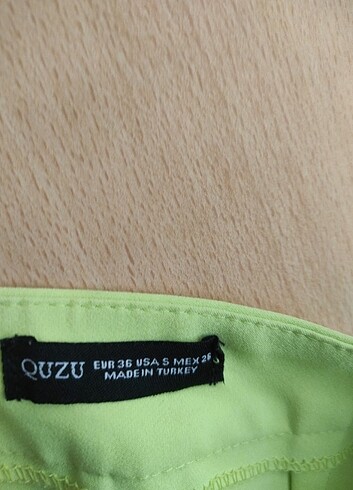 QUZU
EUR 36 USA S MEX 26
MADE IN TURKEY